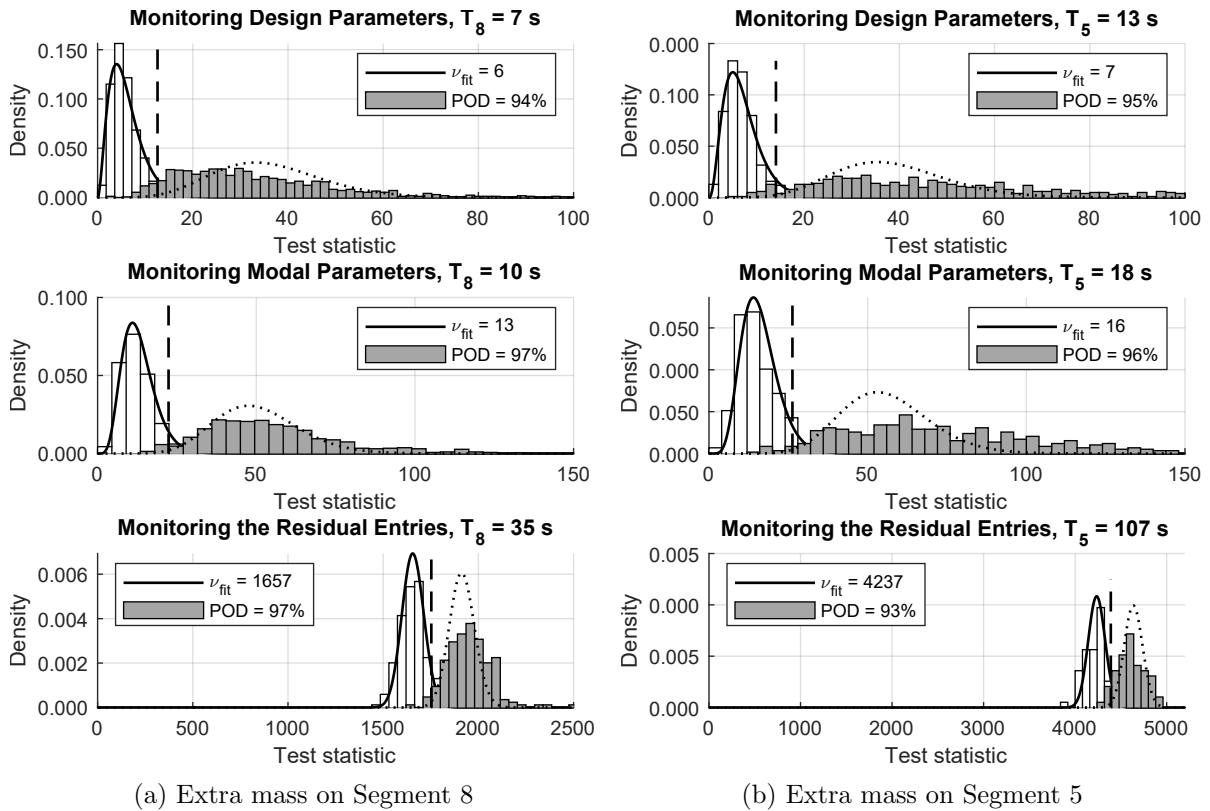 Monitoring Design Parameters, T8 = 7 s
0.150
0.100
0.050
0.000
Density
νfit = 6
POD = 94%
0 20 40 60 80 100
Test statistic
Monitoring Modal Parameters, T8 = 10 s
0.100
0.050
0.000
Density
νfit = 13
POD = 97%
0 50 100 150
Test statistic
Monitoring the Residual Entries, T8 = 35 s
0.006
0.004
0.002
0.000
Density
νfit = 1657
POD = 97%
0 500 1000 1500 2000 2500
Test statistic
(a) Extra mass on Segment 8
Monitoring Design Parameters, T5 = 13 s
0.000
0.100
0.050
0.000
Density
νfit = 7
POD = 95%
0 20 40 60 80 100
Test statistic
Monitoring Modal Parameters, T5 = 18 s
0.050
0.000
0.050
0.000
Density
νfit = 16
POD = 96%
0 50 100 150
Test statistic
Monitoring the Residual Entries, T5 = 107 s
0.005
0.000
0.005
0.000
Density
νfit = 4237
POD = 93%
0 1000 2000 3000 4000 5000
Test statistic
(b) Extra mass on Segment 5